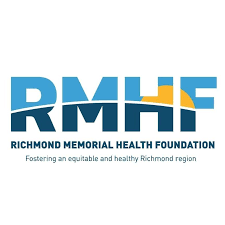 RMHF
RICHMOND MEMORIAL HEALTH FOUNDATION
Fostering an equitable and healthy Richmond region